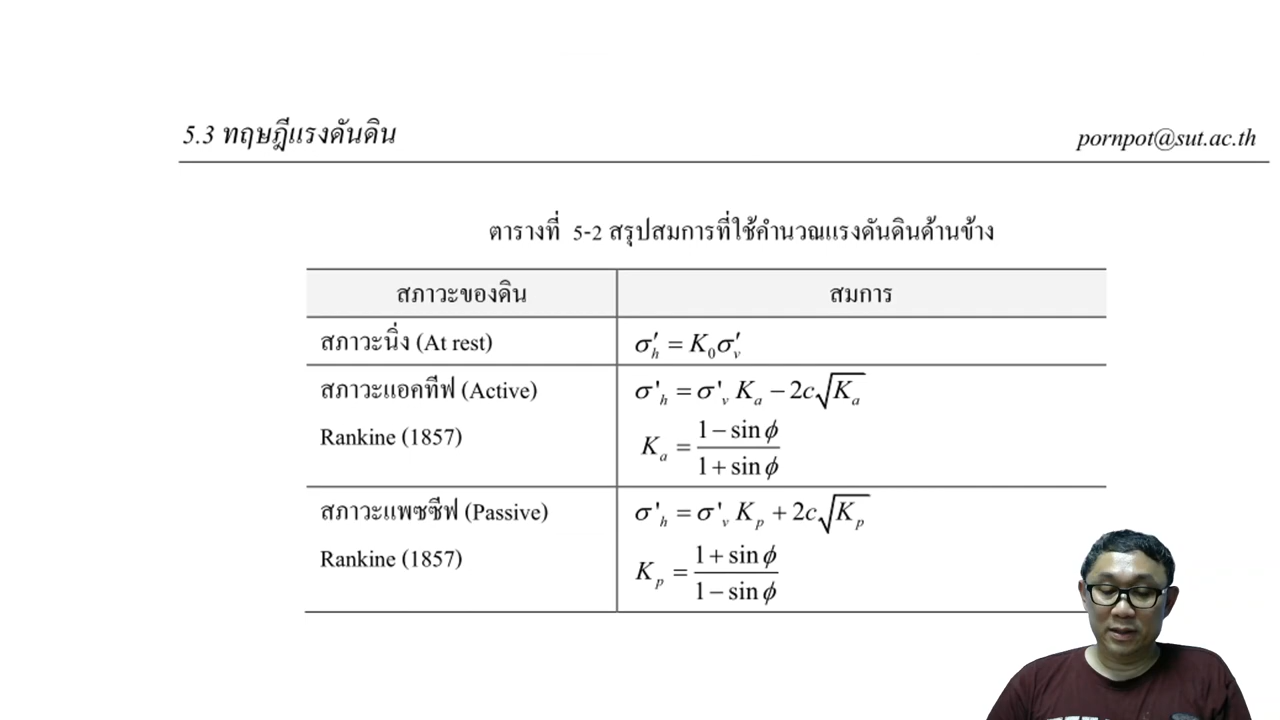 5.3 ทฤษฎีแรงดันดิน
pornpot@sut.ac.th
ตารางที่ 5-2 สรุปสมการที่ใช้คำนวณแรงดันดินด้านข้าง
สภาวะของดิน สมการ
สภาวะนิ่ง (At rest) σ′h = K0σ′v
สภาวะแอคทีฟ (Active) σ'h = σ'v Ka − 2c√Ka
Rankine (1857) Ka = (1 − sin ϕ)/(1 + sin ϕ)
สภาวะแพซซีฟ (Passive) σ'h = σ'v Kp + 2c√Kp
Rankine (1857) Kp = (1 + sin ϕ)/(1 − sin ϕ)